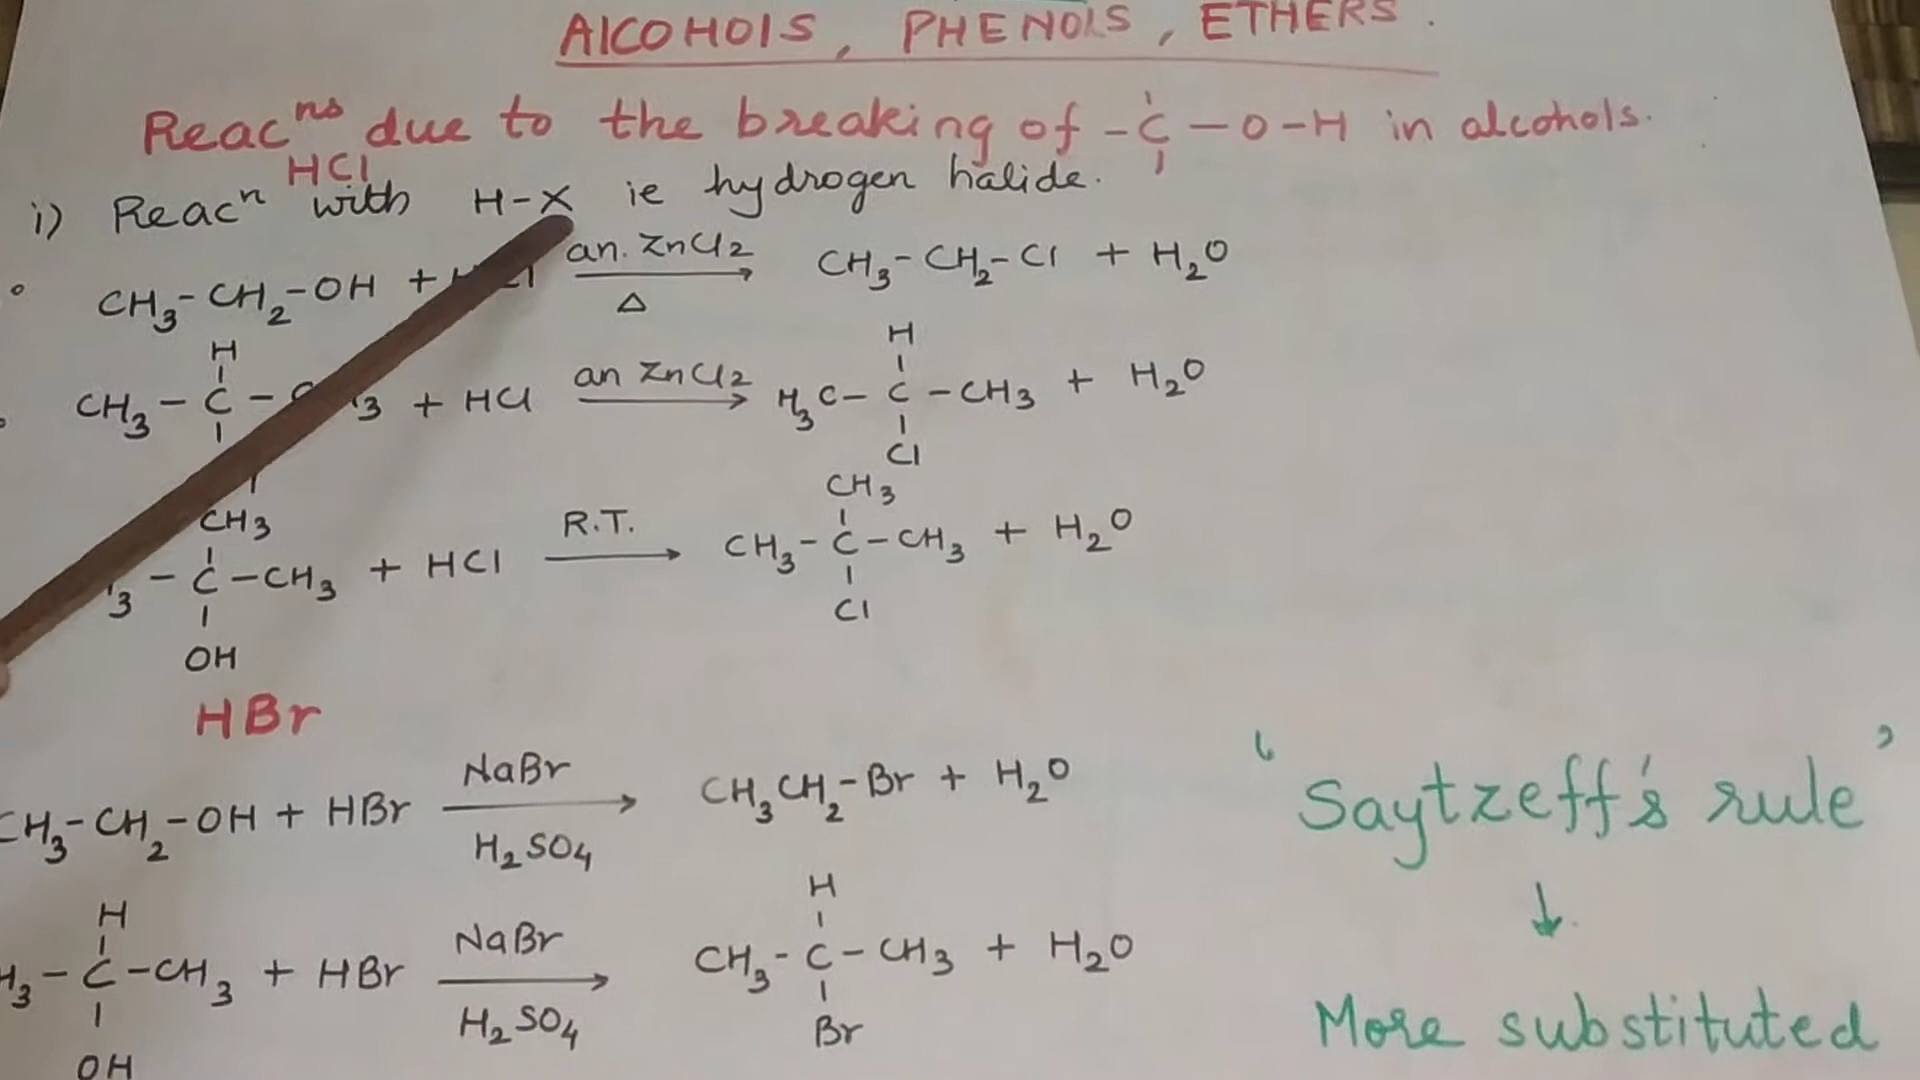 AlCOHOlS, PHENOlS, ETHERS.
Reacⁿˢ due to the breaking of -C-O-H in alcohols.
HCl
i) Reacⁿ with H-X ie hydrogen halide.
an. ZnCl₂
CH₃-CH₂-OH + → CH₃-CH₂-Cl + H₂O
Δ
H H
an ZnCl₂
CH₃-C- + HCl → H₃C-C-CH₃ + H₂O
Cl
CH₃ CH₃
R.T.
-C-CH₃ + HCl → CH₃-C-CH₃ + H₂O
OH Cl
HBr
NaBr
CH₃-CH₂-OH + HBr → CH₃CH₂-Br + H₂O
H₂SO₄
H H
NaBr
H₃-C-CH₃ + HBr → CH₃-C-CH₃ + H₂O
H₂SO₄
OH Br
'Saytzeff's rule'
↓
More substituted